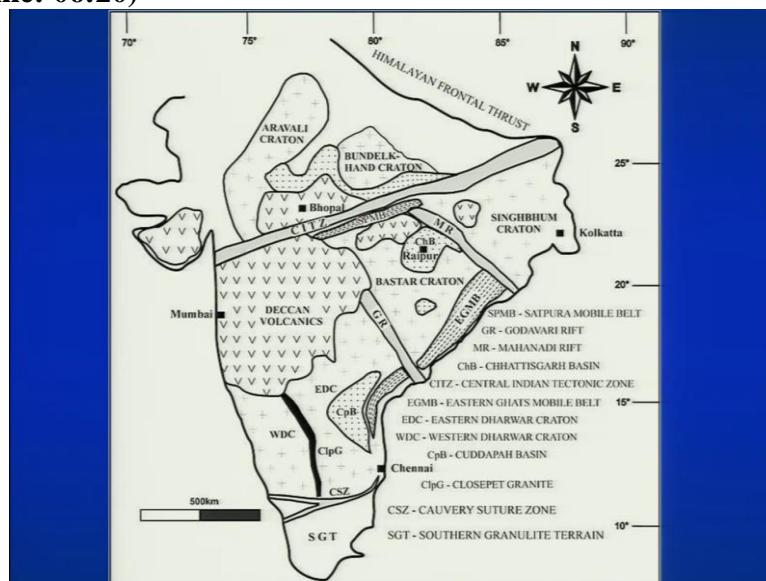 70°
75°
80°
85°
90°
N
W E
S
HIMALAYAN FRONTAL THRUST
ARAVALI
CRATON
BUNDELK-
HAND CRATON
25°
Bhopal
CITZ
SPMB
MR
SINGHBHUM
CRATON
Kolkatta
ChB
Raipur
BASTAR CRATON
20°
Mumbai
DECCAN
VOLCANICS
GR
EGMB
SPMB - SATPURA MOBILE BELT
GR - GODAVARI RIFT
MR - MAHANADI RIFT
ChB - CHHATTISGARH BASIN
CITZ - CENTRAL INDIAN TECTONIC ZONE
15°
EGMB - EASTERN GHATS MOBILE BELT
EDC
CpB
EDC - EASTERN DHARWAR CRATON
WDC
WDC - WESTERN DHARWAR CRATON
ClpG
CpB - CUDDAPAH BASIN
Chennai
ClpG - CLOSEPET GRANITE
CSZ
500km
CSZ - CAUVERY SUTURE ZONE
10°
SGT
SGT - SOUTHERN GRANULITE TERRAIN